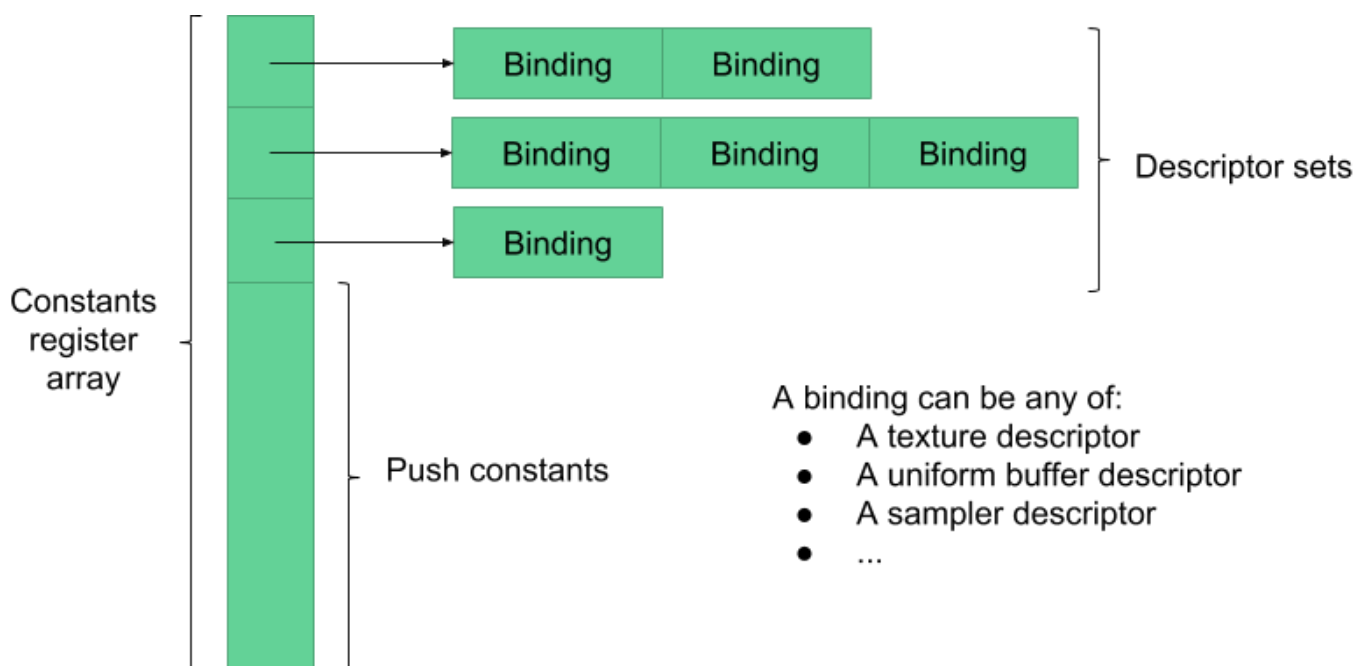 Binding Binding
Binding Binding Binding
Descriptor sets
Binding
Constants
register
array
Push constants
A binding can be any of:
● A texture descriptor
● A uniform buffer descriptor
● A sampler descriptor
● ...